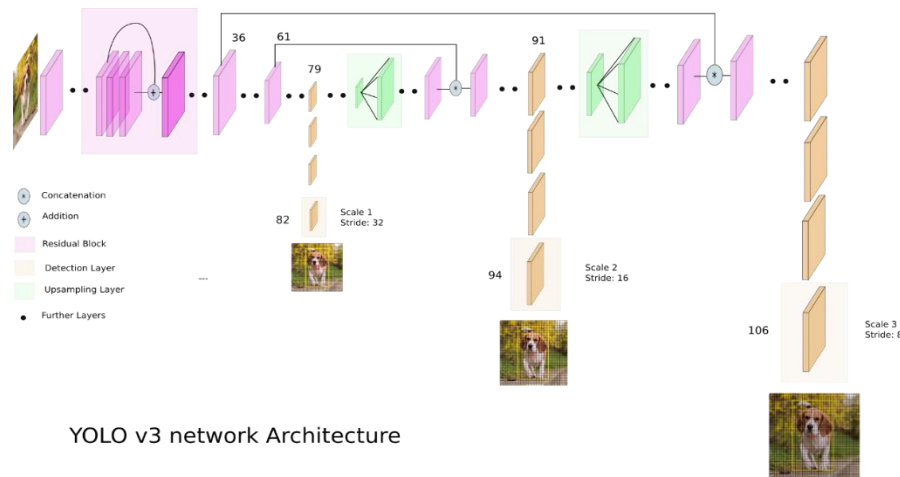 36
61
91
79
*
+
*
*
* Concatenation
+ Addition
Residual Block
Detection Layer
Upsampling Layer
Further Layers
...
82
Scale 1
Stride: 32
94
Scale 2
Stride: 16
106
Scale 3
Stride: 8
YOLO v3 network Architecture